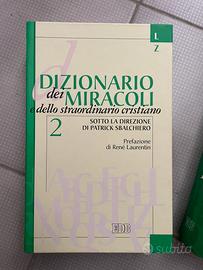 L
Z
DIZIONARIO
dei MIRACOLI
e dello straordinario cristiano
2
SOTTO LA DIREZIONE
DI PATRICK SBALCHIERO
Prefazione
di René Laurentin
EDB
subito